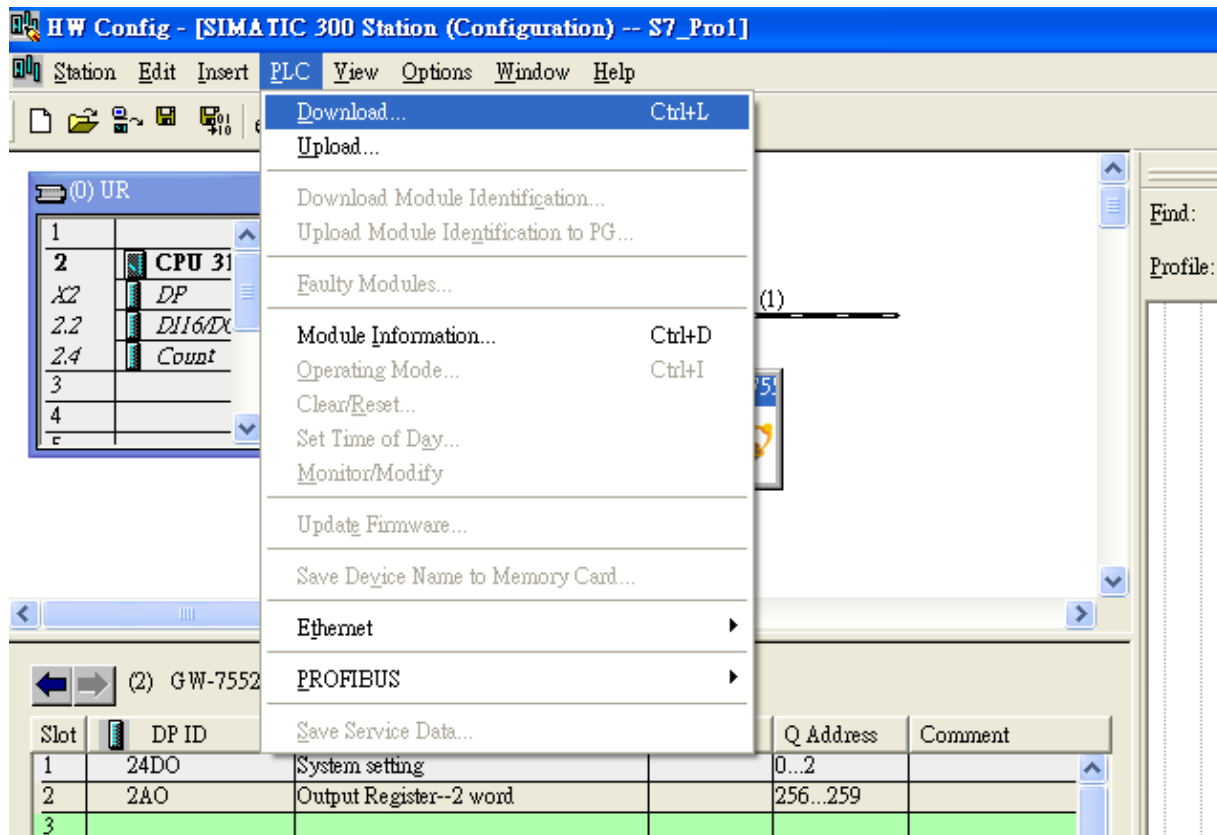 HW Config - [SIMATIC 300 Station (Configuration) -- S7_Pro1]
Station Edit Insert PLC View Options Window Help
Download... Ctrl+L
Upload...
Download Module Identification...
Upload Module Identification to PG...
Faulty Modules...
Module Information... Ctrl+D
Operating Mode... Ctrl+I
Clear/Reset...
Set Time of Day...
Monitor/Modify
Update Firmware...
Save Device Name to Memory Card...
Ethernet
PROFIBUS
Save Service Data...
(0) UR
1
2 CPU 31
X2 DP
2.2 DI16/DO
2.4 Count
3
4
(1)
755
Find:
Profile:
(2) GW-7552
Slot DP ID Q Address Comment
1 24DO System setting 0...2
2 2AO Output Register--2 word 256...259
3